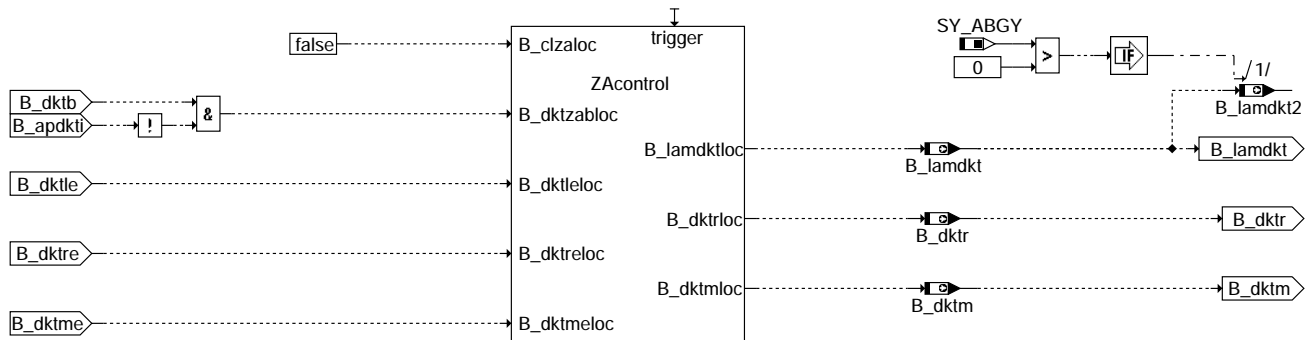 SY_ABGY
false
B_clzaloc
trigger
>
IF
0
/1/
ZAcontrol
B_dktb
&
B_dktzabloc
B_lamdkt2
B_apdkti
!
B_lamdktloc
B_lamdkt
B_lamdkt
B_dktle
B_dktleloc
B_dktrloc
B_dktr
B_dktr
B_dktre
B_dktreloc
B_dktmloc
B_dktm
B_dktm
B_dktme
B_dktmeloc